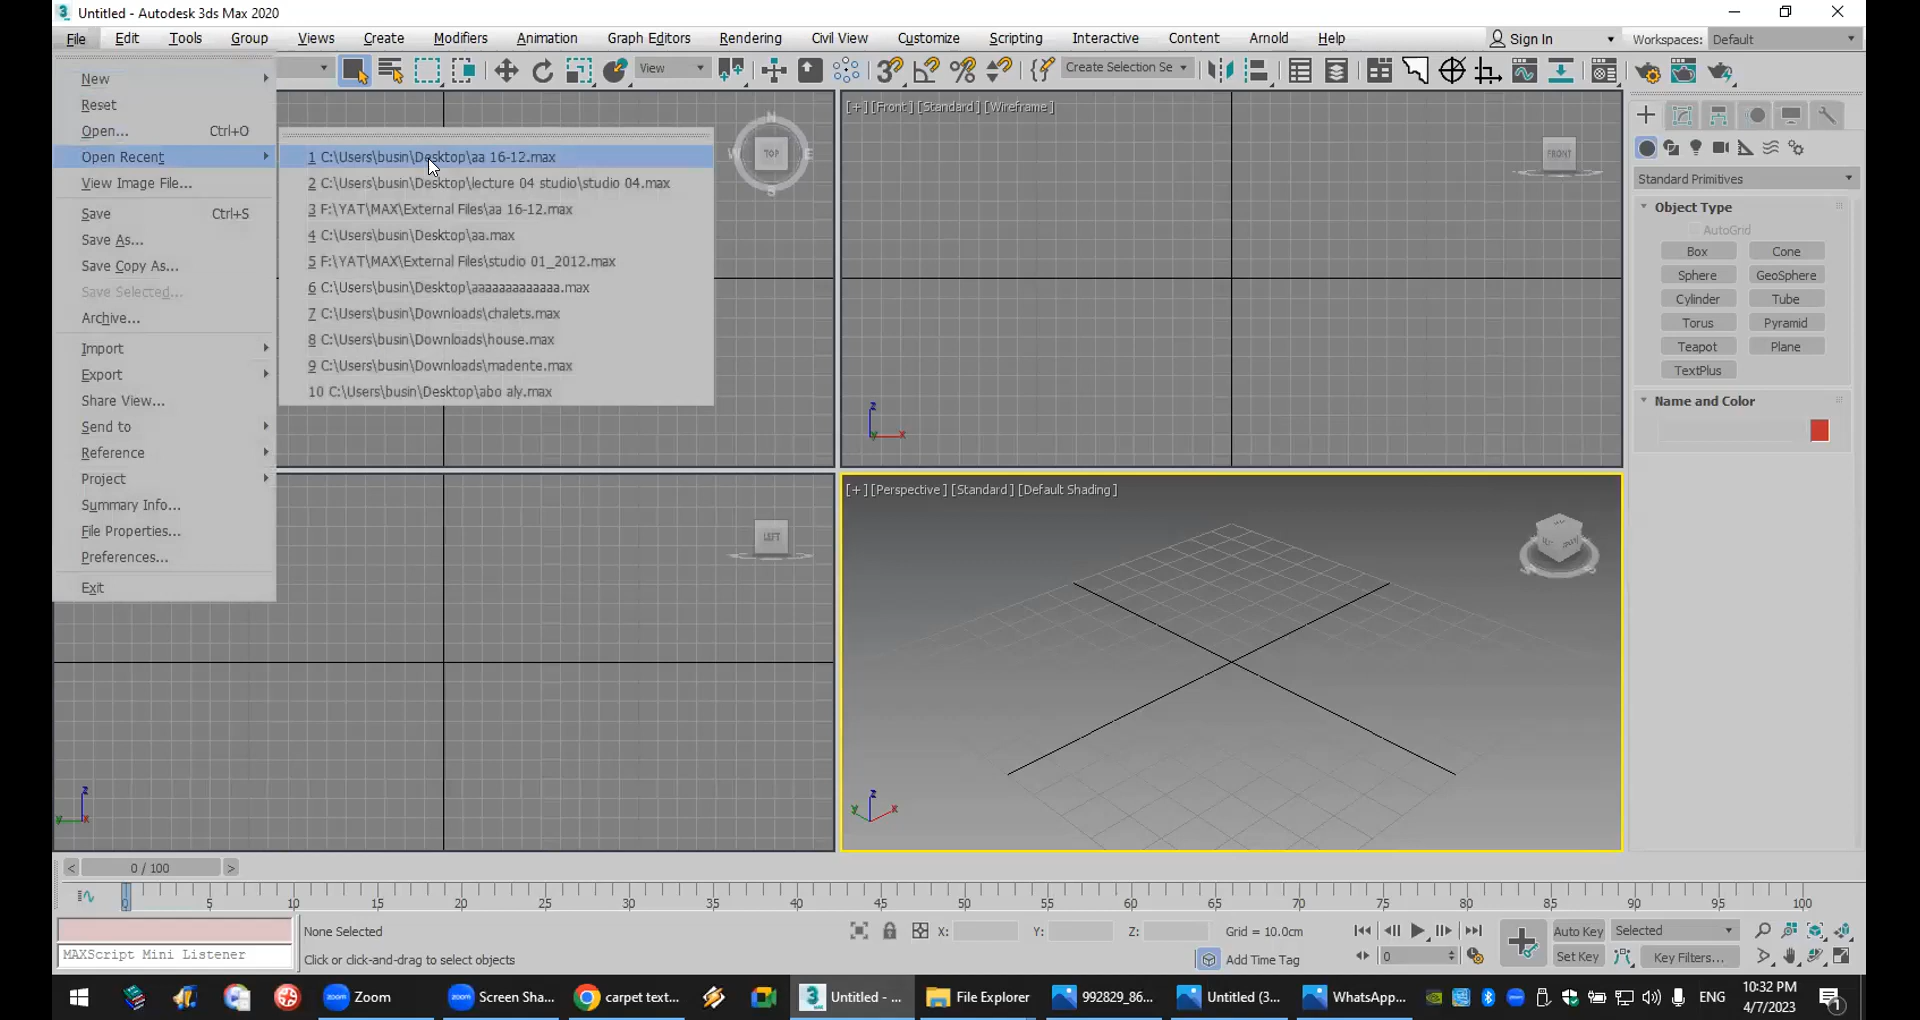 Untitled - Autodesk 3ds Max 2020
File Edit Tools Group Views Create Modifiers Animation Graph Editors Rendering Civil View Customize Scripting Interactive Content Arnold Help Sign In Workspaces: Default
View Create Selection Se
New
Reset
Open... Ctrl+O
Open Recent
View Image File...
Save Ctrl+S
Save As...
Save Copy As...
Save Selected...
Archive...
Import
Export
Share View...
Send to
Reference
Project
Summary Info...
File Properties...
Preferences...
Exit
1 C:\Users\busin\Desktop\aa 16-12.max
2 C:\Users\busin\Desktop\lecture 04 studio\studio 04.max
3 F:\YAT\MAX\External Files\aa 16-12.max
4 C:\Users\busin\Desktop\aa.max
5 F:\YAT\MAX\External Files\studio 01_2012.max
6 C:\Users\busin\Desktop\aaaaaaaaaaaaa.max
7 C:\Users\busin\Downloads\chalets.max
8 C:\Users\busin\Downloads\house.max
9 C:\Users\busin\Downloads\madente.max
10 C:\Users\busin\Desktop\abo aly.max
N
W TOP E
S
[+] [Front] [Standard] [Wireframe]
FRONT
z
y x
LEFT
z
y x
[+] [Perspective] [Standard] [Default Shading]
z
y x
Standard Primitives
Object Type
AutoGrid
Box Cone
Sphere GeoSphere
Cylinder Tube
Torus Pyramid
Teapot Plane
TextPlus
Name and Color
< 0 / 100 >
0 5 10 15 20 25 30 35 40 45 50 55 60 65 70 75 80 85 90 95 100
None Selected X: Y: Z: Grid = 10.0cm Auto Key Selected
MAXScript Mini Listener
Click or click-and-drag to select objects Add Time Tag 0 Set Key Key Filters...
Zoom Screen Sha... carpet text... Untitled - ... File Explorer 992829_86... Untitled (3... WhatsApp... ENG
10:32 PM
4/7/2023
1